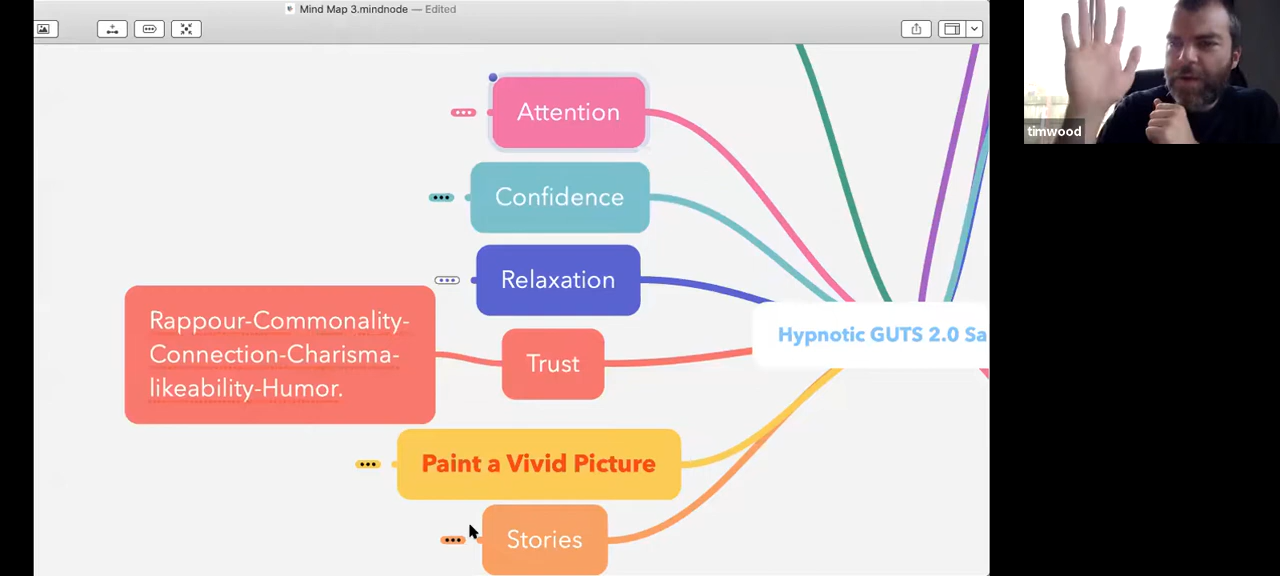 Mind Map 3.mindnode — Edited
timwood
Attention
Confidence
Relaxation
Rappour-Commonality-
Connection-Charisma-
likeability-Humor.
Trust
Hypnotic GUTS 2.0 Sa
Paint a Vivid Picture
Stories